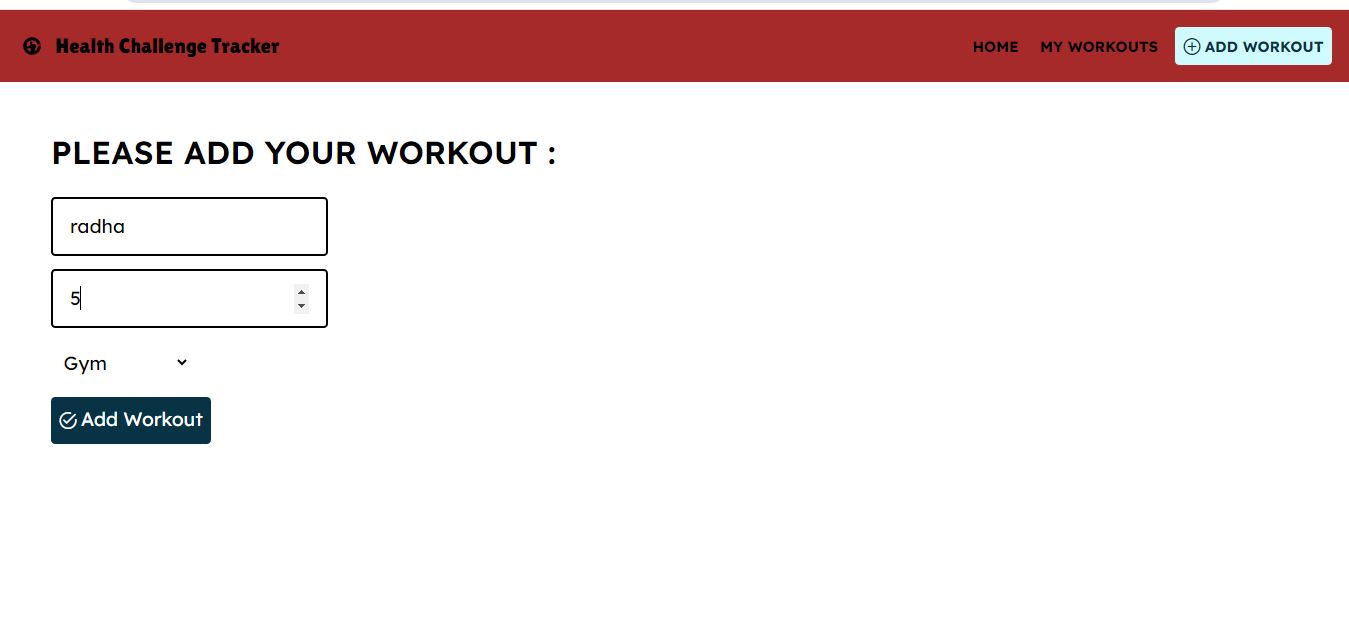 Health Challenge Tracker HOME MY WORKOUTS ADD WORKOUT
PLEASE ADD YOUR WORKOUT :
radha
5
Gym
Add Workout